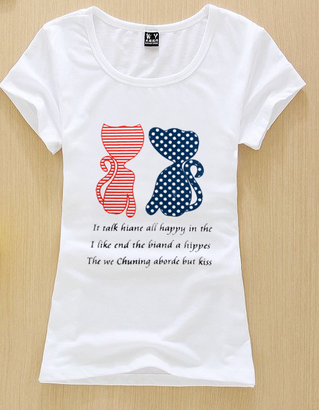 It talk hiane all happy in the
I like end the biand a hippes
The we Chuning aborde but kiss